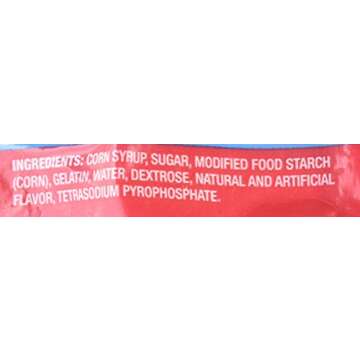 INGREDIENTS: CORN SYRUP, SUGAR, MODIFIED FOOD STARCH
(CORN), GELATIN, WATER, DEXTROSE, NATURAL AND ARTIFICIAL
FLAVOR, TETRASODIUM PYROPHOSPHATE.